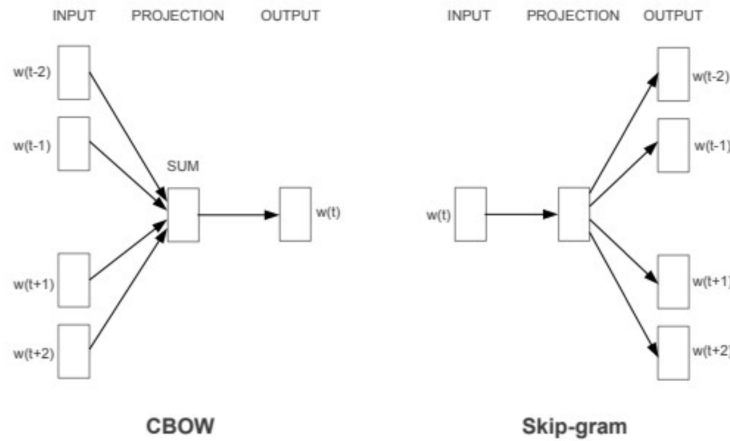 INPUT PROJECTION OUTPUT
w(t-2)
w(t-1)
SUM
w(t)
w(t+1)
w(t+2)
CBOW
INPUT PROJECTION OUTPUT
w(t-2)
w(t-1)
w(t)
w(t+1)
w(t+2)
Skip-gram